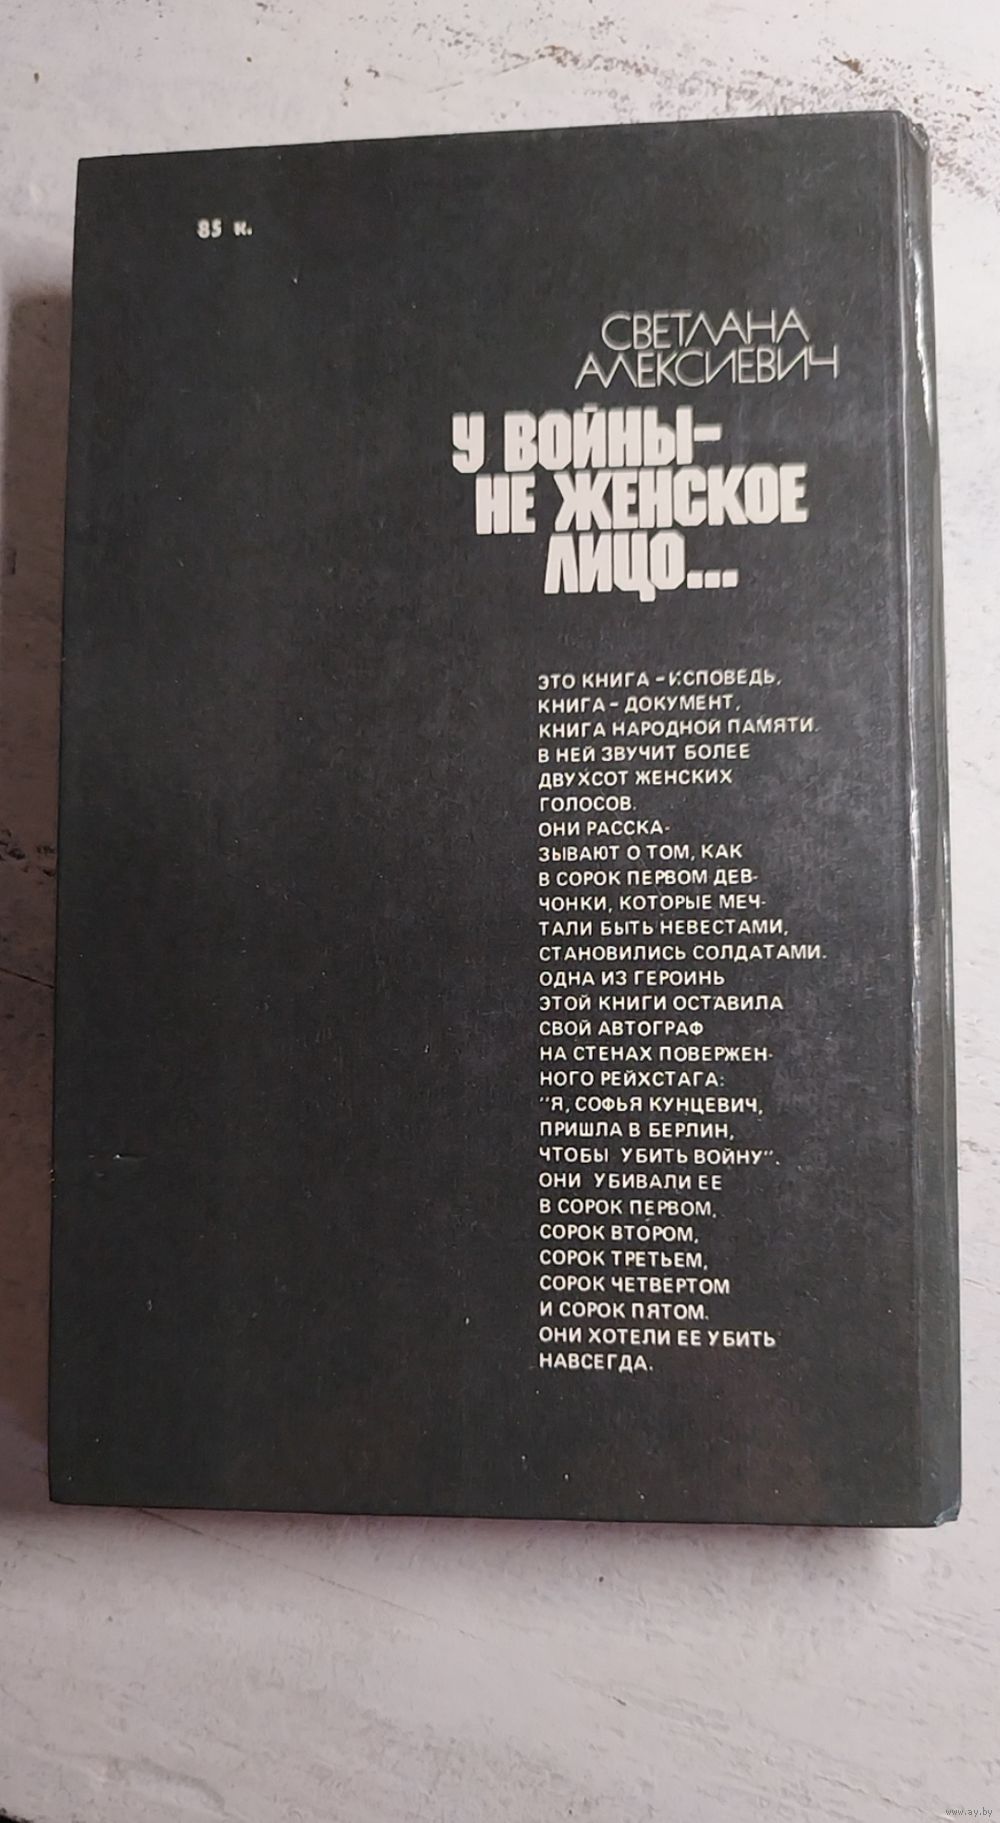 85 к.
СВЕТЛАНА
АЛЕКСИЕВИЧ
У ВОЙНЫ-
НЕ ЖЕНСКОЕ
ЛИЦО...
ЭТО КНИГА - ИСПОВЕДЬ,
КНИГА - ДОКУМЕНТ,
КНИГА НАРОДНОЙ ПАМЯТИ.
В НЕЙ ЗВУЧИТ БОЛЕЕ
ДВУХСОТ ЖЕНСКИХ
ГОЛОСОВ.
ОНИ РАССКА-
ЗЫВАЮТ О ТОМ, КАК
В СОРОК ПЕРВОМ ДЕВ-
ЧОНКИ, КОТОРЫЕ МЕЧ-
ТАЛИ БЫТЬ НЕВЕСТАМИ,
СТАНОВИЛИСЬ СОЛДАТАМИ.
ОДНА ИЗ ГЕРОИНЬ
ЭТОЙ КНИГИ ОСТАВИЛА
СВОЙ АВТОГРАФ
НА СТЕНАХ ПОВЕРЖЕН-
НОГО РЕЙХСТАГА:
"Я, СОФЬЯ КУНЦЕВИЧ,
ПРИШЛА В БЕРЛИН,
ЧТОБЫ УБИТЬ ВОЙНУ".
ОНИ УБИВАЛИ ЕЕ
В СОРОК ПЕРВОМ,
СОРОК ВТОРОМ,
СОРОК ТРЕТЬЕМ,
СОРОК ЧЕТВЕРТОМ
И СОРОК ПЯТОМ.
ОНИ ХОТЕЛИ ЕЕ УБИТЬ
НАВСЕГДА.
www.ay.by